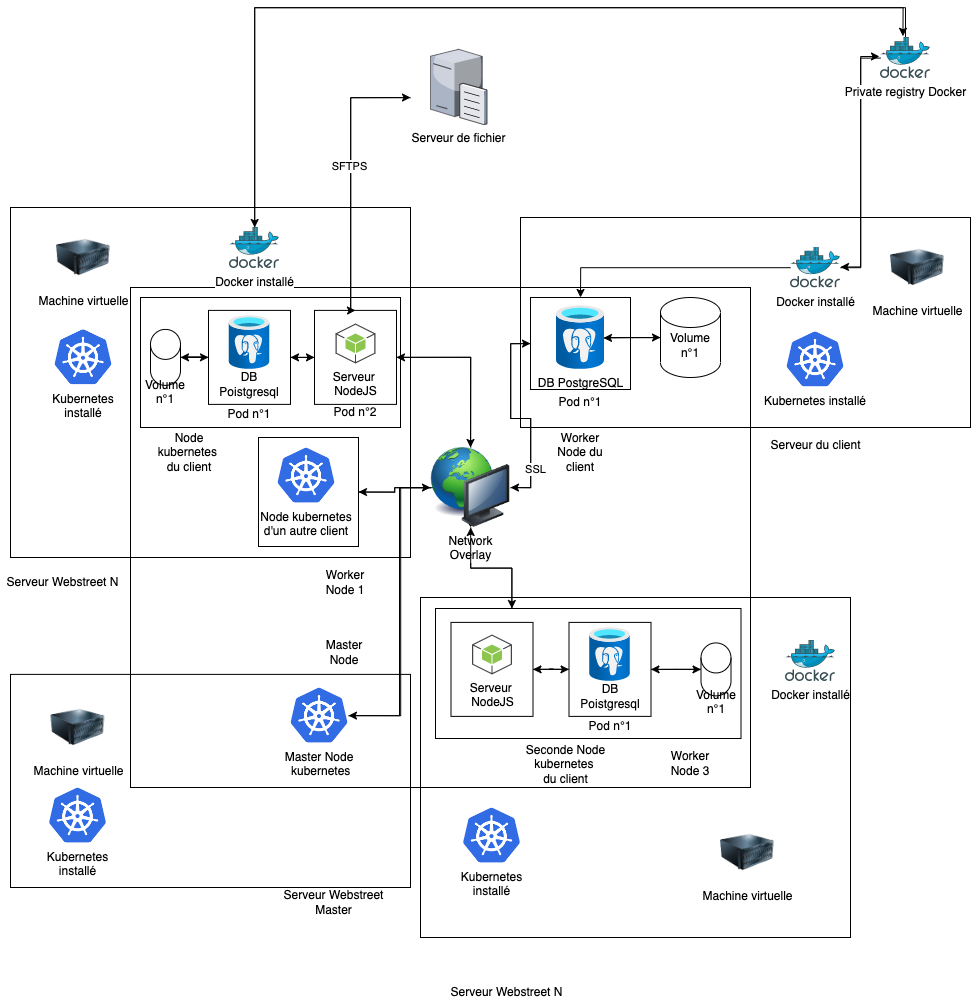 docker
Private registry Docker
Serveur de fichier
SFTPS
docker
Docker installé
Machine virtuelle
Kubernetes
installé
Volume
n°1
DB
Poistgresql
Pod n°1
Serveur
NodeJS
Pod n°2
Node
kubernetes
du client
Node kubernetes
d'un autre client
Serveur Webstreet N
docker
Docker installé
Machine virtuelle
Kubernetes installé
DB PostgreSQL
Pod n°1
Volume
n°1
Worker
Node du
client
Serveur du client
SSL
Network
Overlay
Worker
Node 1
Master
Node
Machine virtuelle
Kubernetes
installé
Master Node
kubernetes
Serveur Webstreet
Master
Serveur
NodeJS
DB
Poistgresql
Pod n°1
Volume
n°1
docker
Docker installé
Seconde Node
kubernetes
du client
Worker
Node 3
Kubernetes
installé
Machine virtuelle
Serveur Webstreet N